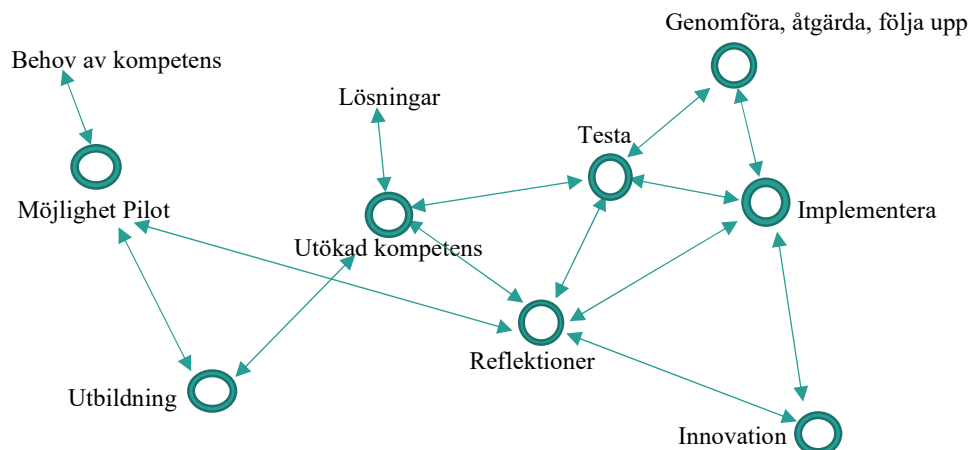 Genomföra, åtgärda, följa upp
Behov av kompetens
Lösningar
Testa
Möjlighet Pilot
Implementera
Utökad kompetens
Reflektioner
Utbildning
Innovation